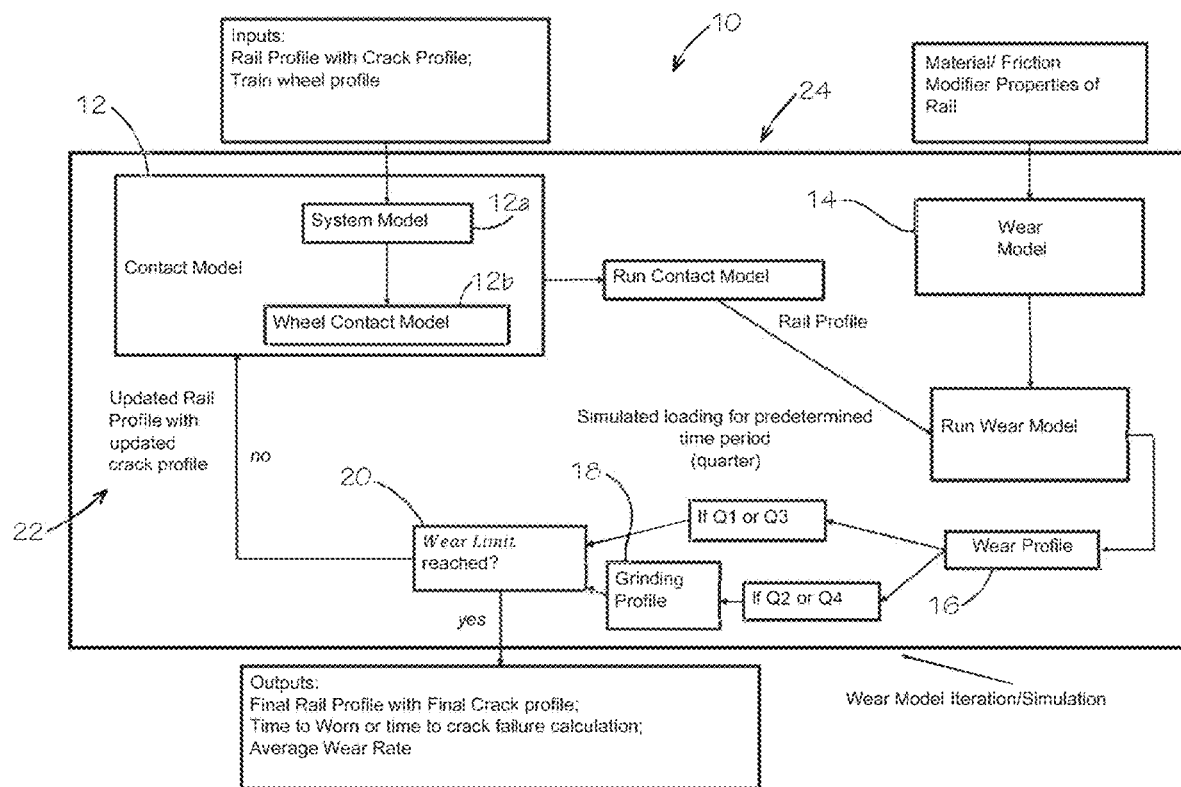 Inputs:
Rail Profile with Crack Profile;
Train wheel profile
10
Material/ Friction
Modifier Properties of
Rail
24
12
12a
System Model
Contact Model
12b
Wheel Contact Model
Run Contact Model
Rail Profile
14
Wear
Model
Updated Rail
Profile with
updated
crack profile
no
22
Simulated loading for predetermined
time period
(quarter)
Run Wear Model
20
Wear Limit
reached?
18
If Q1 or Q3
Grinding
Profile
If Q2 or Q4
Wear Profile
16
yes
Wear Model Iteration/Simulation
Outputs:
Final Rail Profile with Final Crack profile;
Time to Worn or time to crack failure calculation;
Average Wear Rate